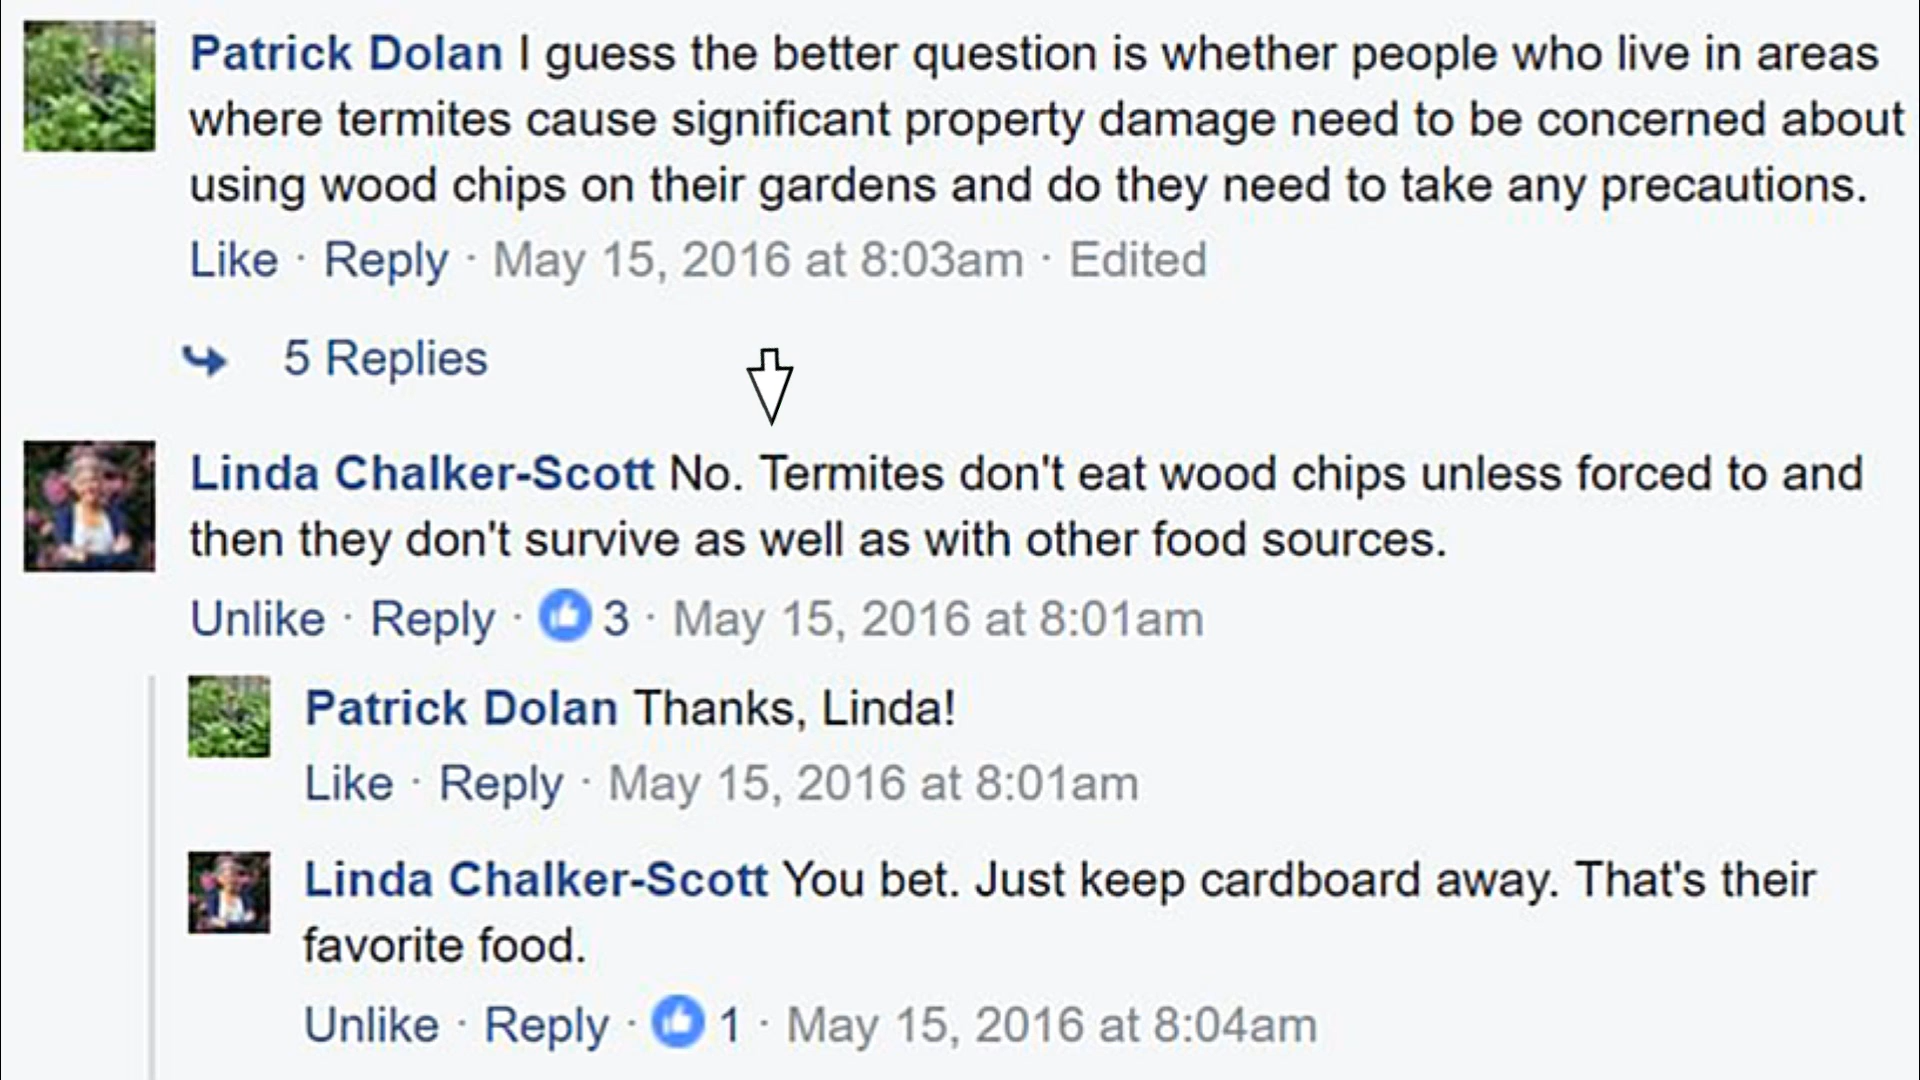 Patrick Dolan I guess the better question is whether people who live in areas
where termites cause significant property damage need to be concerned about
using wood chips on their gardens and do they need to take any precautions.
Like · Reply · May 15, 2016 at 8:03am · Edited
5 Replies
Linda Chalker-Scott No. Termites don't eat wood chips unless forced to and
then they don't survive as well as with other food sources.
Unlike · Reply · 3 · May 15, 2016 at 8:01am
Patrick Dolan Thanks, Linda!
Like · Reply · May 15, 2016 at 8:01am
Linda Chalker-Scott You bet. Just keep cardboard away. That's their
favorite food.
Unlike · Reply · 1 · May 15, 2016 at 8:04am